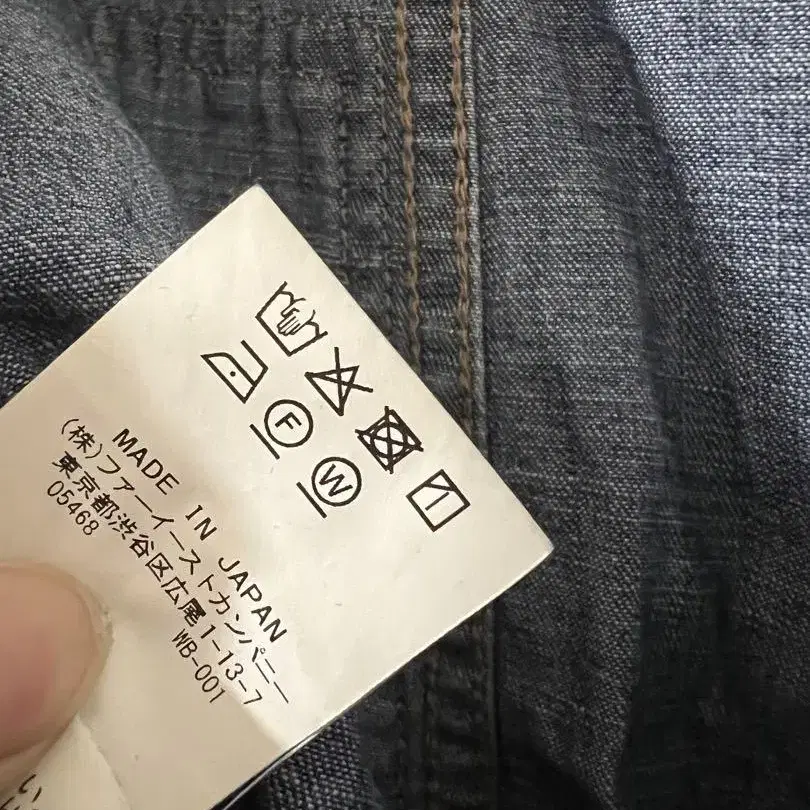 F
W
MADE IN JAPAN
(株)ファーイーストカンパニー
東京都渋谷区広尾1-13-7
05468 WB-001
い